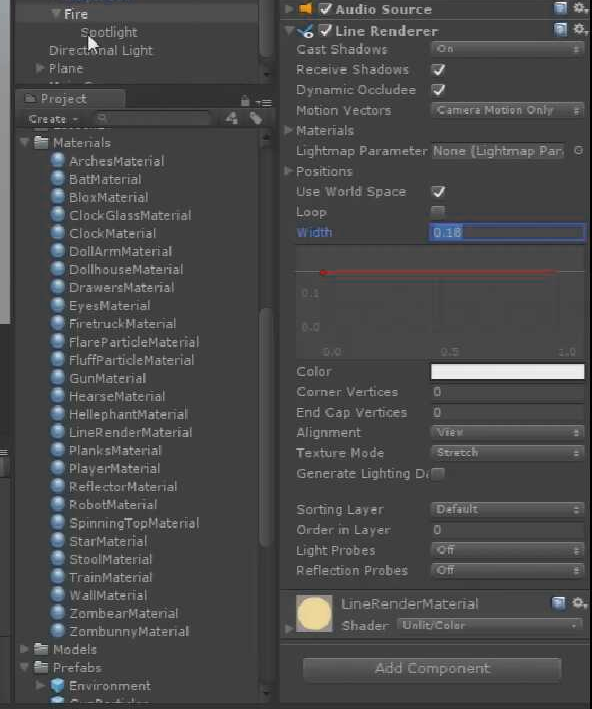 Fire
Spotlight
Directional Light
Plane
Project
Create
Materials
ArchesMaterial
BatMaterial
BloxMaterial
ClockGlassMaterial
ClockMaterial
DollArmMaterial
DollhouseMaterial
DrawersMaterial
EyesMaterial
FiretruckMaterial
FlareParticleMaterial
FluffParticleMaterial
GunMaterial
HearseMaterial
HellephantMaterial
LineRenderMaterial
PlanksMaterial
PlayerMaterial
ReflectorMaterial
RobotMaterial
SpinningTopMaterial
StarMaterial
StoolMaterial
TrainMaterial
WallMaterial
ZombearMaterial
ZombunnyMaterial
Models
Prefabs
Environment
Audio Source
Line Renderer
Cast Shadows On
Receive Shadows
Dynamic Occludee
Motion Vectors Camera Motion Only
Materials
Lightmap Parameter None (Lightmap Par
Positions
Use World Space
Loop
Width 0.18
0.1
0.0
0.0 0.5 1.0
Color
Corner Vertices 0
End Cap Vertices 0
Alignment View
Texture Mode Stretch
Generate Lighting Da
Sorting Layer Default
Order in Layer 0
Light Probes Off
Reflection Probes Off
LineRenderMaterial
Shader Unlit/Color
Add Component